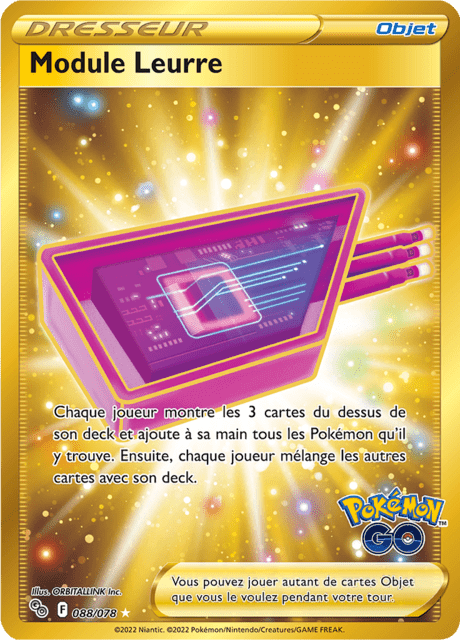 DRESSEUR
Objet
Module Leurre
Chaque joueur montre les 3 cartes du dessus de
son deck et ajoute à sa main tous les Pokémon qu'il
y trouve. Ensuite, chaque joueur mélange les autres
cartes avec son deck.
Pokémon
GO
Illus. ORBITALLINK Inc.
GO F 088/078
Vous pouvez jouer autant de cartes Objet
que vous le voulez pendant votre tour.
©2022 Niantic. ©2022 Pokémon/Nintendo/Creatures/GAME FREAK.